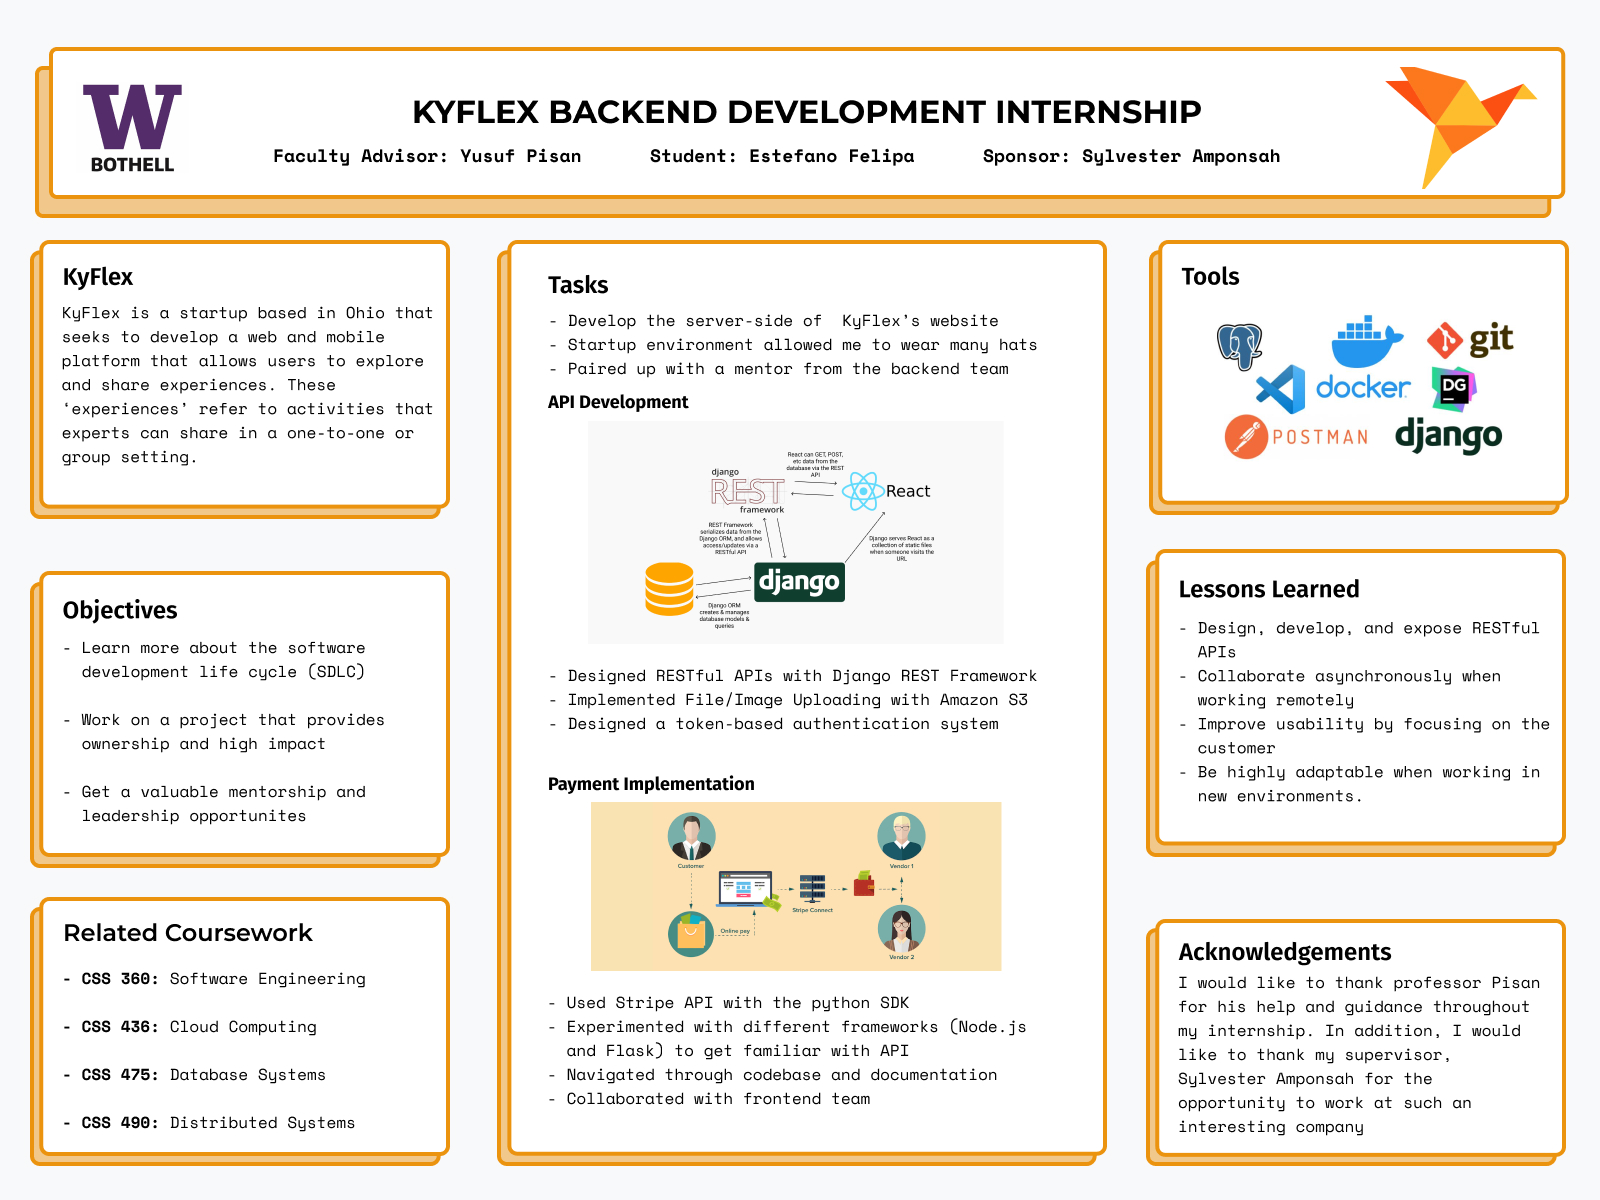 W
BOTHELL
KYFLEX BACKEND DEVELOPMENT INTERNSHIP
Faculty Advisor: Yusuf Pisan
Student: Estefano Felipa
Sponsor: Sylvester Amponsah
KyFlex
KyFlex is a startup based in Ohio that
seeks to develop a web and mobile
platform that allows users to explore
and share experiences. These
‘experiences’ refer to activities that
experts can share in a one-to-one or
group setting.
Objectives
- Learn more about the software
development life cycle (SDLC)
- Work on a project that provides
ownership and high impact
- Get a valuable mentorship and
leadership opportunites
Related Coursework
- CSS 360: Software Engineering
- CSS 436: Cloud Computing
- CSS 475: Database Systems
- CSS 490: Distributed Systems
Tasks
- Develop the server-side of  KyFlex’s website
- Startup environment allowed me to wear many hats
- Paired up with a mentor from the backend team
API Development
React can GET, POST,
etc data from the
database via the REST
API
django
REST
framework
React
REST Framework
serializes data from the
Django ORM, and allows
access/updates via a
RESTful API
Django serves React as a
collection of static files
when someone visits the
URL
django
Django ORM
creates & manages
database models &
queries
- Designed RESTful APIs with Django REST Framework
- Implemented File/Image Uploading with Amazon S3
- Designed a token-based authentication system
Payment Implementation
Customer
Vendor 1
Stripe Connect
Online pay
Vendor 2
- Used Stripe API with the python SDK
- Experimented with different frameworks (Node.js
and Flask) to get familiar with API
- Navigated through codebase and documentation
- Collaborated with frontend team
Tools
git
docker
DG
POSTMAN
django
Lessons Learned
- Design, develop, and expose RESTful
APIs
- Collaborate asynchronously when
working remotely
- Improve usability by focusing on the
customer
- Be highly adaptable when working in
new environments.
Acknowledgements
I would like to thank professor Pisan
for his help and guidance throughout
my internship. In addition, I would
like to thank my supervisor,
Sylvester Amponsah for the
opportunity to work at such an
interesting company